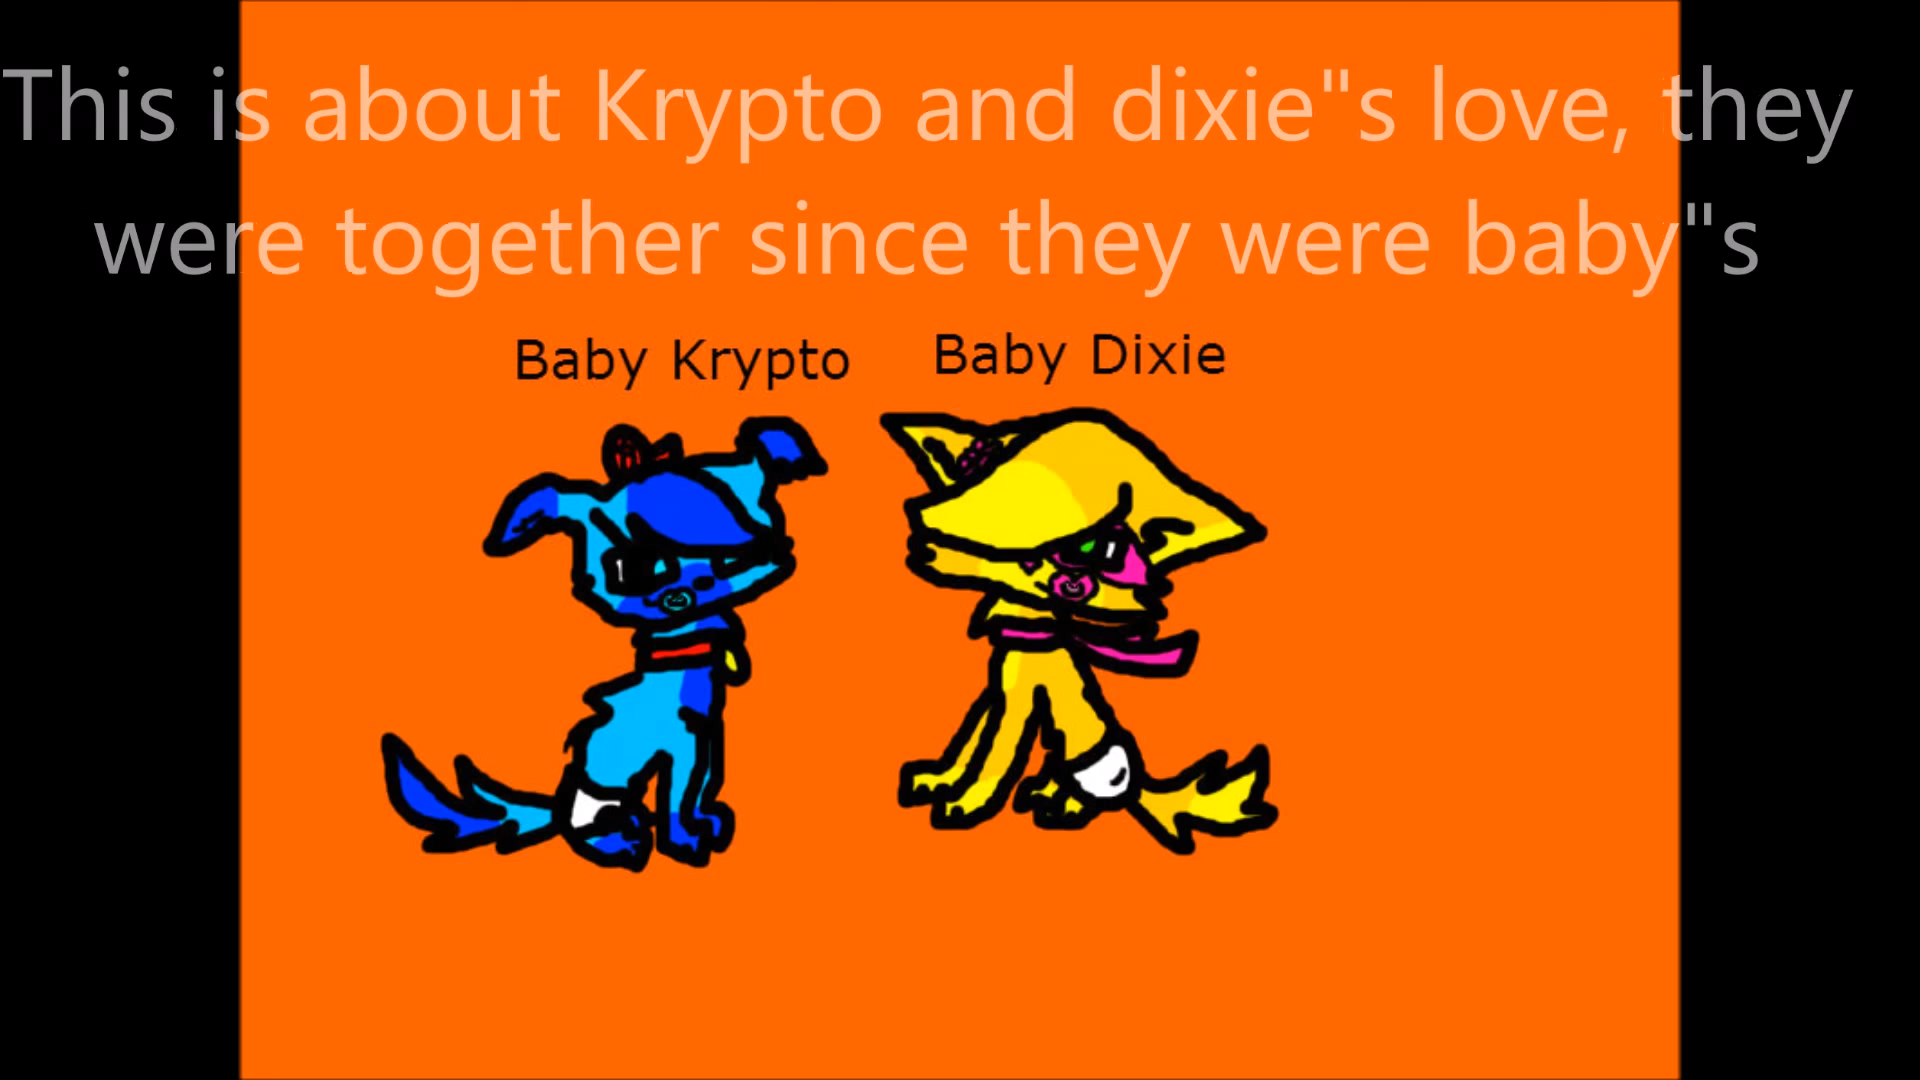 This is about Krypto and dixie"s love, they
were together since they were baby"s
Baby Krypto
Baby Dixie